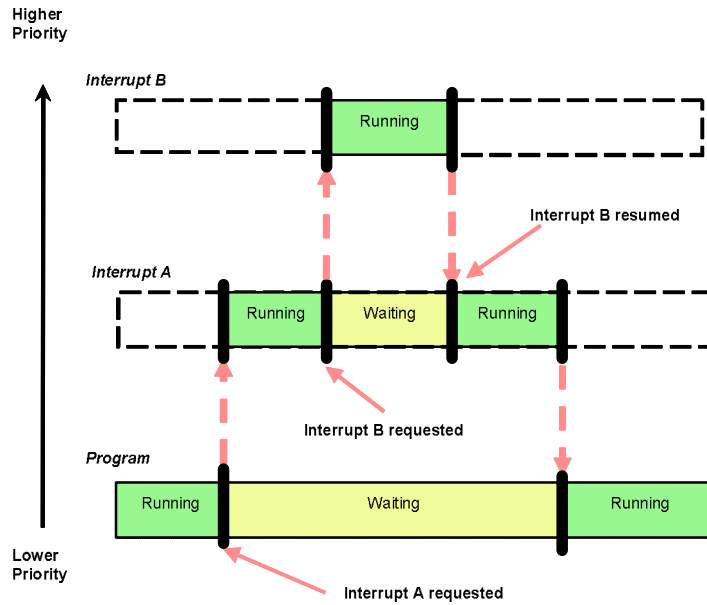 Higher
Priority
Interrupt B
Running
Interrupt B resumed
Interrupt A
Running
Waiting
Running
Interrupt B requested
Program
Running
Waiting
Running
Lower
Priority
Interrupt A requested